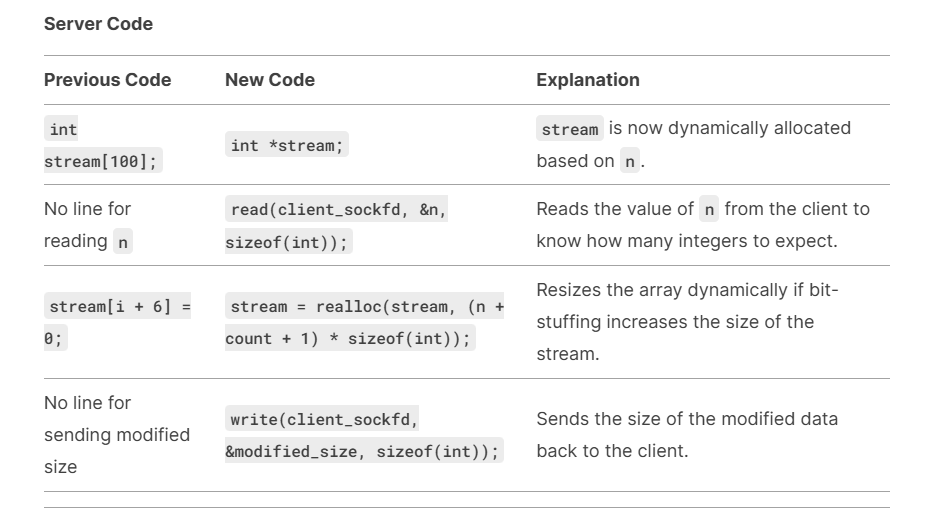 Server Code
Previous Code New Code Explanation
int
stream[100];
int *stream;
stream is now dynamically allocated
based on n.
No line for
reading n
read(client_sockfd, &n,
sizeof(int));
Reads the value of n from the client to
know how many integers to expect.
stream[i + 6] =
0;
stream = realloc(stream, (n +
count + 1) * sizeof(int));
Resizes the array dynamically if bit-
stuffing increases the size of the
stream.
No line for
sending modified
size
write(client_sockfd,
&modified_size, sizeof(int));
Sends the size of the modified data
back to the client.